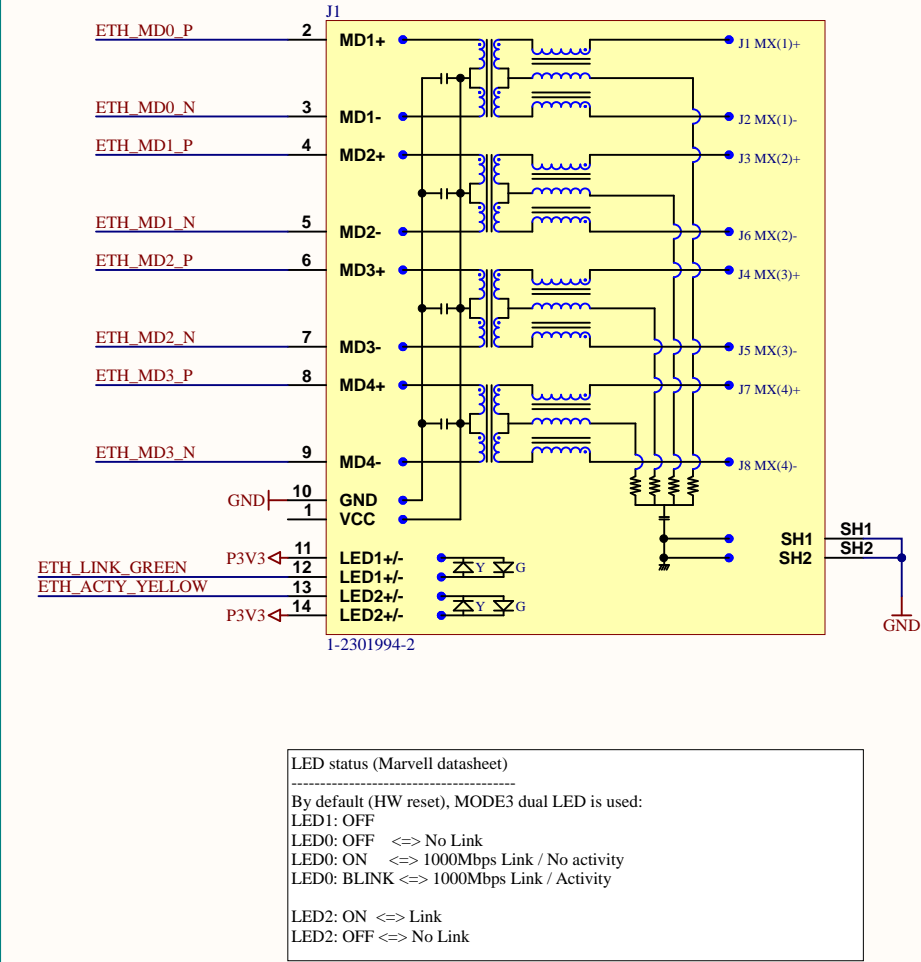 J1
ETH_MD0_P 2 MD1+ J1 MX(1)+
ETH_MD0_N 3 MD1- J2 MX(1)-
ETH_MD1_P 4 MD2+ J3 MX(2)+
ETH_MD1_N 5 MD2- J6 MX(2)-
ETH_MD2_P 6 MD3+ J4 MX(3)+
ETH_MD2_N 7 MD3- J5 MX(3)-
ETH_MD3_P 8 MD4+ J7 MX(4)+
ETH_MD3_N 9 MD4- J8 MX(4)-
GND 10 GND
1 VCC
SH1 SH1
SH2 SH2
GND
P3V3 11 LED1+/-
Y G
ETH_LINK_GREEN 12 LED1+/-
ETH_ACTY_YELLOW 13 LED2+/-
Y G
P3V3 14 LED2+/-
1-2301994-2
LED status (Marvell datasheet)
---------------------------------------
By default (HW reset), MODE3 dual LED is used:
LED1: OFF
LED0: OFF <=> No Link
LED0: ON <=> 1000Mbps Link / No activity
LED0: BLINK <=> 1000Mbps Link / Activity
LED2: ON <=> Link
LED2: OFF <=> No Link